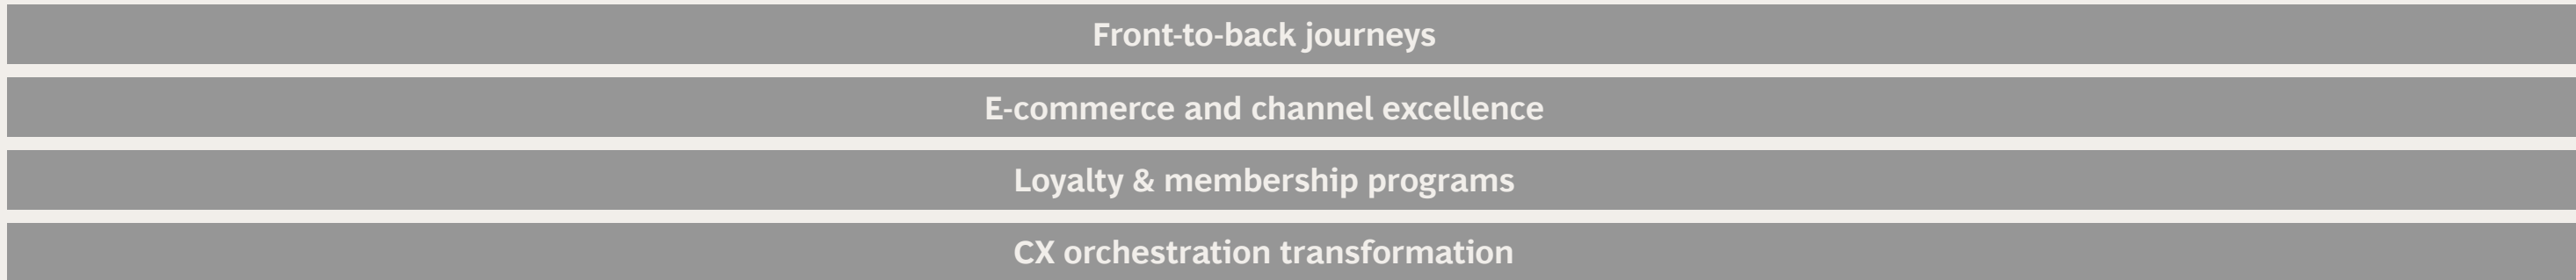 Front-to-back journeys
E-commerce and channel excellence
Loyalty & membership programs
CX orchestration transformation